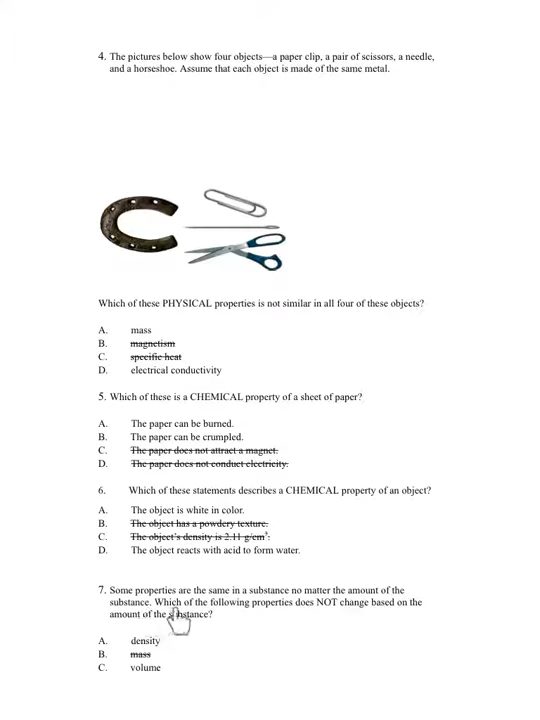 4. The pictures below show four objects—a paper clip, a pair of scissors, a needle,
and a horseshoe. Assume that each object is made of the same metal.
Which of these PHYSICAL properties is not similar in all four of these objects?
A. mass
B. magnetism
C. specific heat
D. electrical conductivity
5. Which of these is a CHEMICAL property of a sheet of paper?
A. The paper can be burned.
B. The paper can be crumpled.
C. The paper does not attract a magnet.
D. The paper does not conduct electricity.
6. Which of these statements describes a CHEMICAL property of an object?
A. The object is white in color.
B. The object has a powdery texture.
C. The object's density is 2.11 g/cm³.
D. The object reacts with acid to form water.
7. Some properties are the same in a substance no matter the amount of the
substance. Which of the following properties does NOT change based on the
amount of the substance?
A. density
B. mass
C. volume